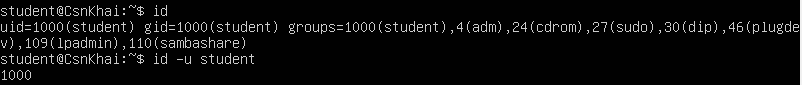 student@CsnKhai:~$ id
uid=1000(student) gid=1000(student) groups=1000(student),4(adm),24(cdrom),27(sudo),30(dip),46(plugde
v),109(lpadmin),110(sambashare)
student@CsnKhai:~$ id -u student
1000